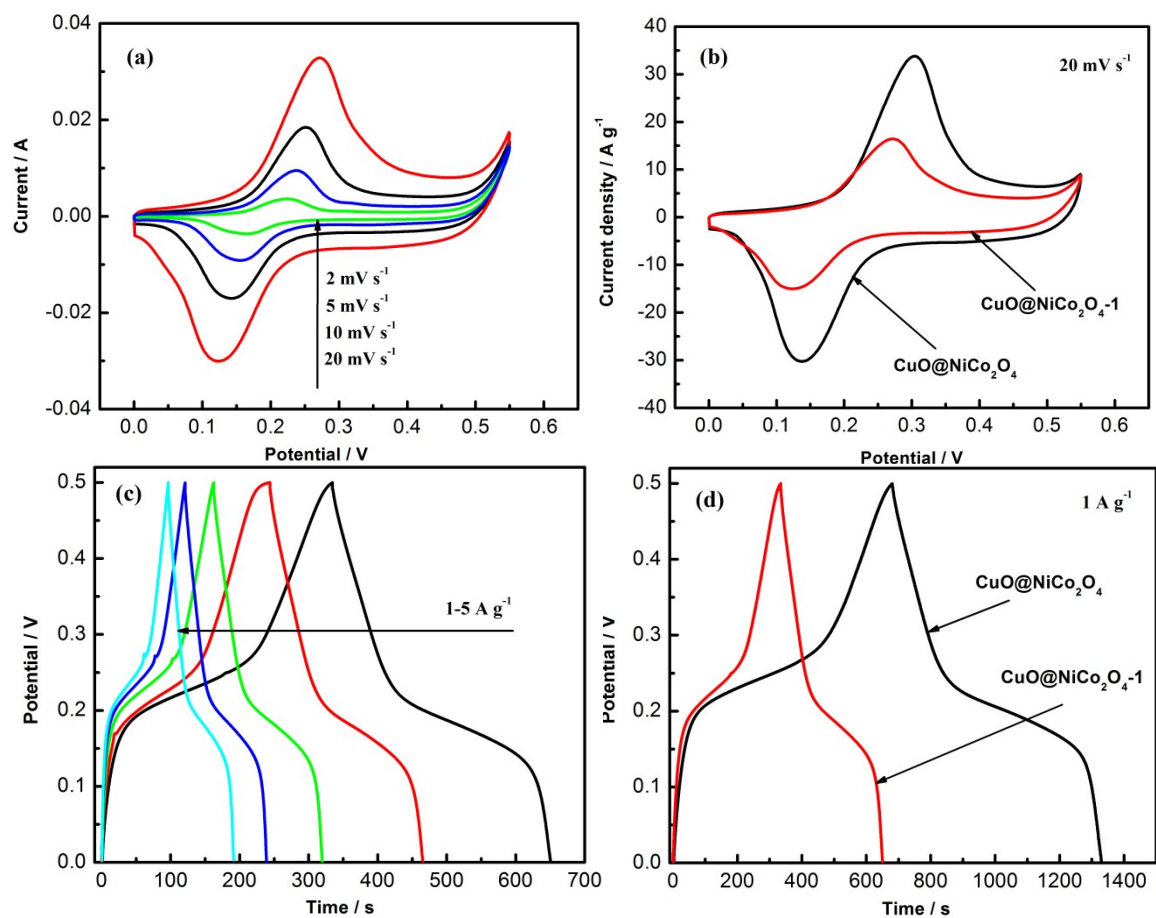 (a)
Current / A
0.04
0.02
0.00
-0.02
-0.04
2 mV s⁻¹
5 mV s⁻¹
10 mV s⁻¹
20 mV s⁻¹
0.0 0.1 0.2 0.3 0.4 0.5 0.6
Potential / V
(b)
20 mV s⁻¹
Current density / A g⁻¹
40
30
20
10
0
-10
-20
-30
-40
CuO@NiCo₂O₄-1
CuO@NiCo₂O₄
0.0 0.1 0.2 0.3 0.4 0.5 0.6
Potential / V
(c)
Potential / V
0.5
0.4
0.3
0.2
0.1
0.0
1-5 A g⁻¹
0 100 200 300 400 500 600 700
Time / s
(d)
1 A g⁻¹
Potential / V
0.5
0.4
0.3
0.2
0.1
0.0
CuO@NiCo₂O₄
CuO@NiCo₂O₄-1
0 200 400 600 800 1000 1200 1400
Time / s